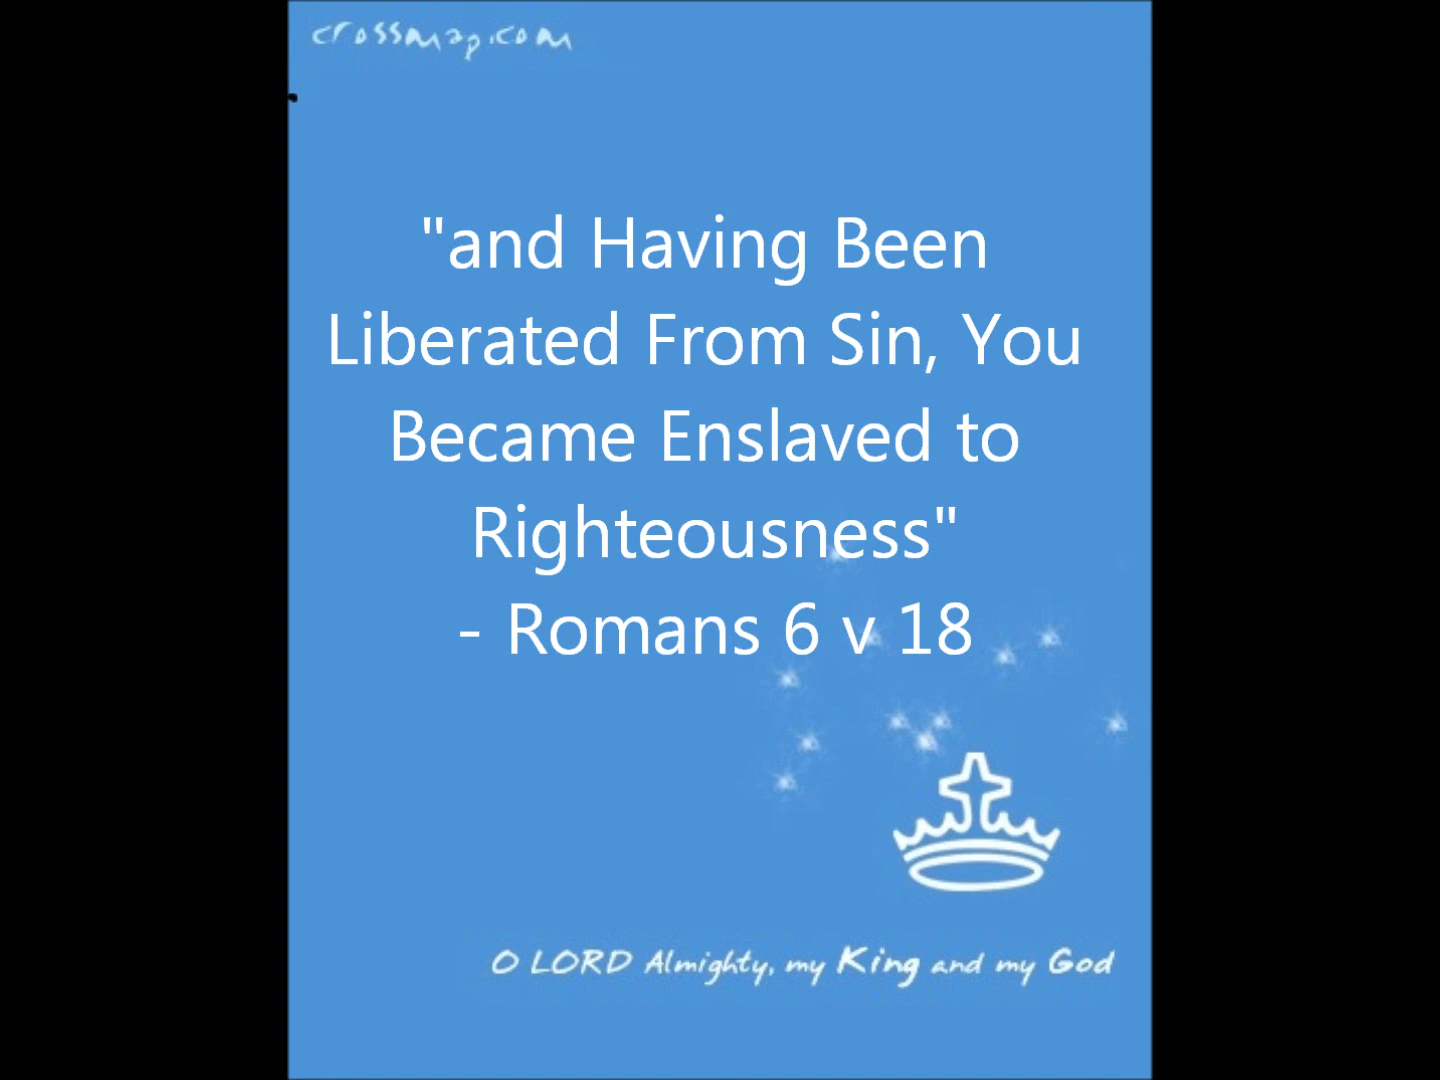 crossmap.com
"and Having Been
Liberated From Sin, You
Became Enslaved to
Righteousness"
- Romans 6 v 18
O LORD Almighty, my King and my God